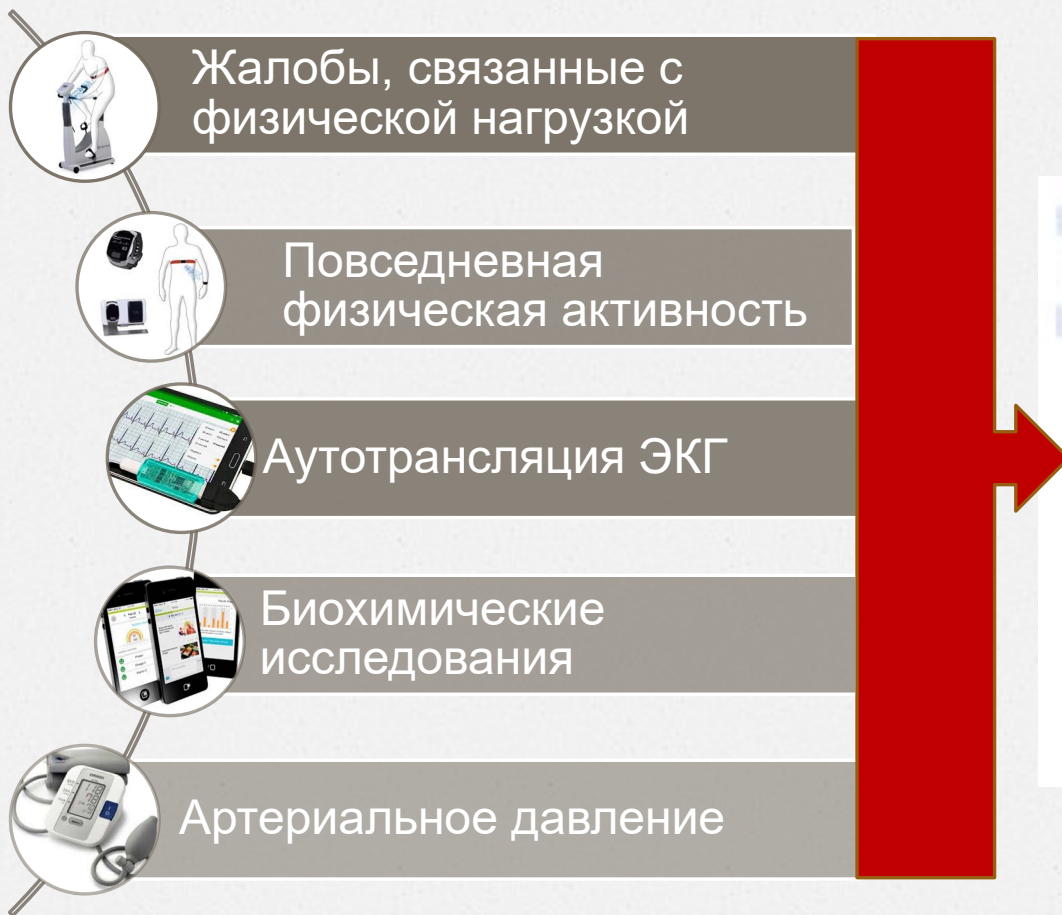 Жалобы, связанные с
физической нагрузкой
Повседневная
физическая активность
Аутотрансляция ЭКГ
Биохимические
исследования
Артериальное давление